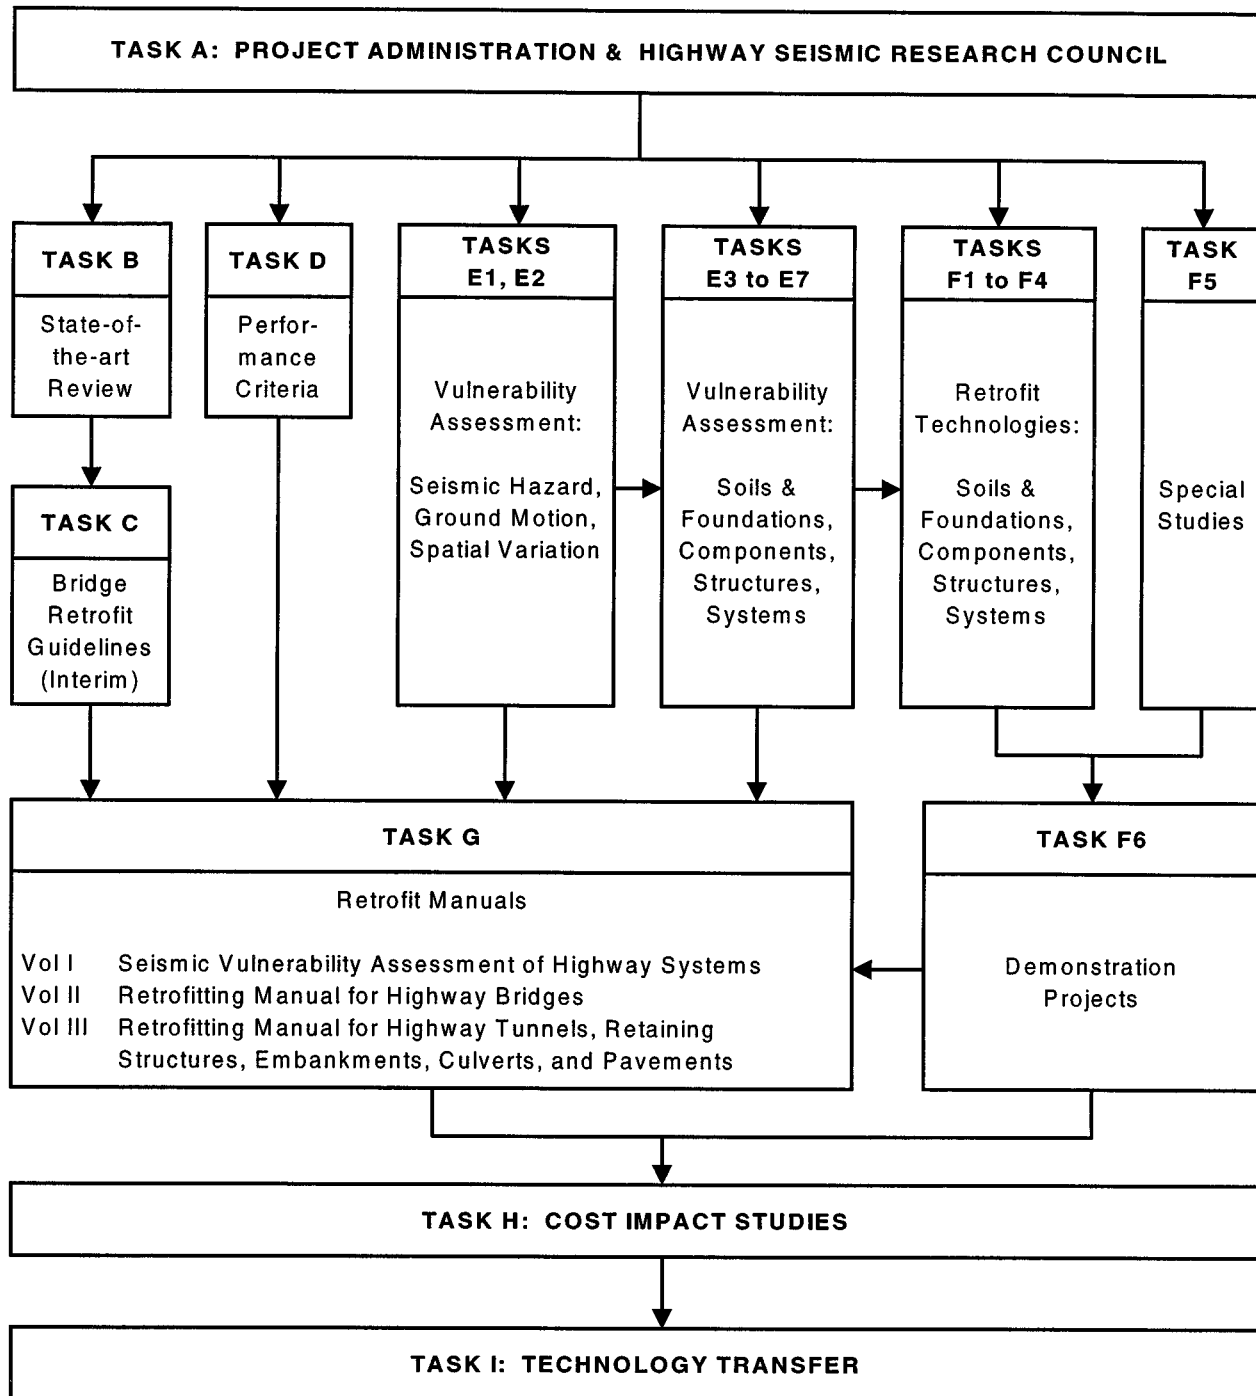 TASK A: PROJECT ADMINISTRATION & HIGHWAY SEISMIC RESEARCH COUNCIL
TASK B
State-of-
the-art
Review
TASK D
Perfor-
mance
Criteria
TASKS
E1, E2
Vulnerability
Assessment:
Seismic Hazard,
Ground Motion,
Spatial Variation
TASKS
E3 to E7
Vulnerability
Assessment:
Soils &
Foundations,
Components,
Structures,
Systems
TASKS
F1 to F4
Retrofit
Technologies:
Soils &
Foundations,
Components,
Structures,
Systems
TASK
F5
Special
Studies
TASK C
Bridge
Retrofit
Guidelines
(Interim)
TASK G
Retrofit Manuals
Vol I Seismic Vulnerability Assessment of Highway Systems
Vol II Retrofitting Manual for Highway Bridges
Vol III Retrofitting Manual for Highway Tunnels, Retaining
Structures, Embankments, Culverts, and Pavements
TASK F6
Demonstration
Projects
TASK H: COST IMPACT STUDIES
TASK I: TECHNOLOGY TRANSFER